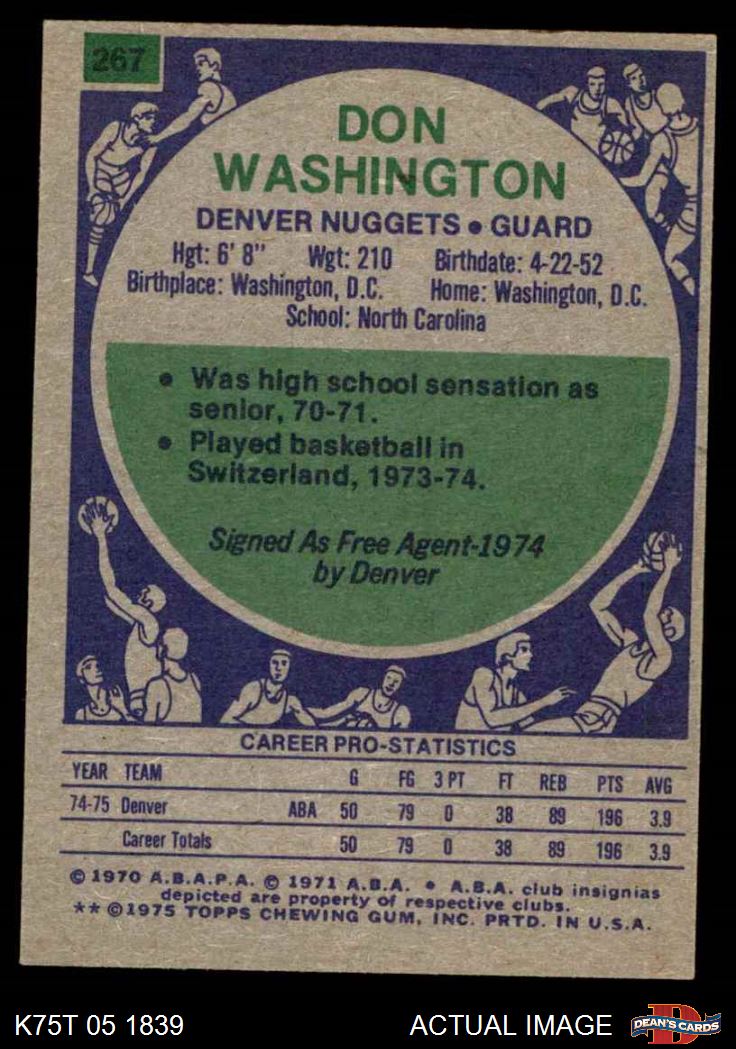 267
DON
WASHINGTON
DENVER NUGGETS • GUARD
Hgt: 6' 8" Wgt: 210 Birthdate: 4-22-52
Birthplace: Washington, D.C. Home: Washington, D.C.
School: North Carolina
• Was high school sensation as
senior, 70-71.
• Played basketball in
Switzerland, 1973-74.
Signed As Free Agent-1974
by Denver
CAREER PRO-STATISTICS
YEAR TEAM G FG 3 PT FT REB PTS AVG
74-75 Denver ABA 50 79 0 38 89 196 3.9
Career Totals 50 79 0 38 89 196 3.9
© 1970 A.B.A.P.A. © 1971 A.B.A. • A.B.A. club insignias
depicted are property of respective clubs.
** © 1975 TOPPS CHEWING GUM, INC. PRTD. IN U.S.A.
K75T 05 1839 ACTUAL IMAGE D DEAN'S CARDS